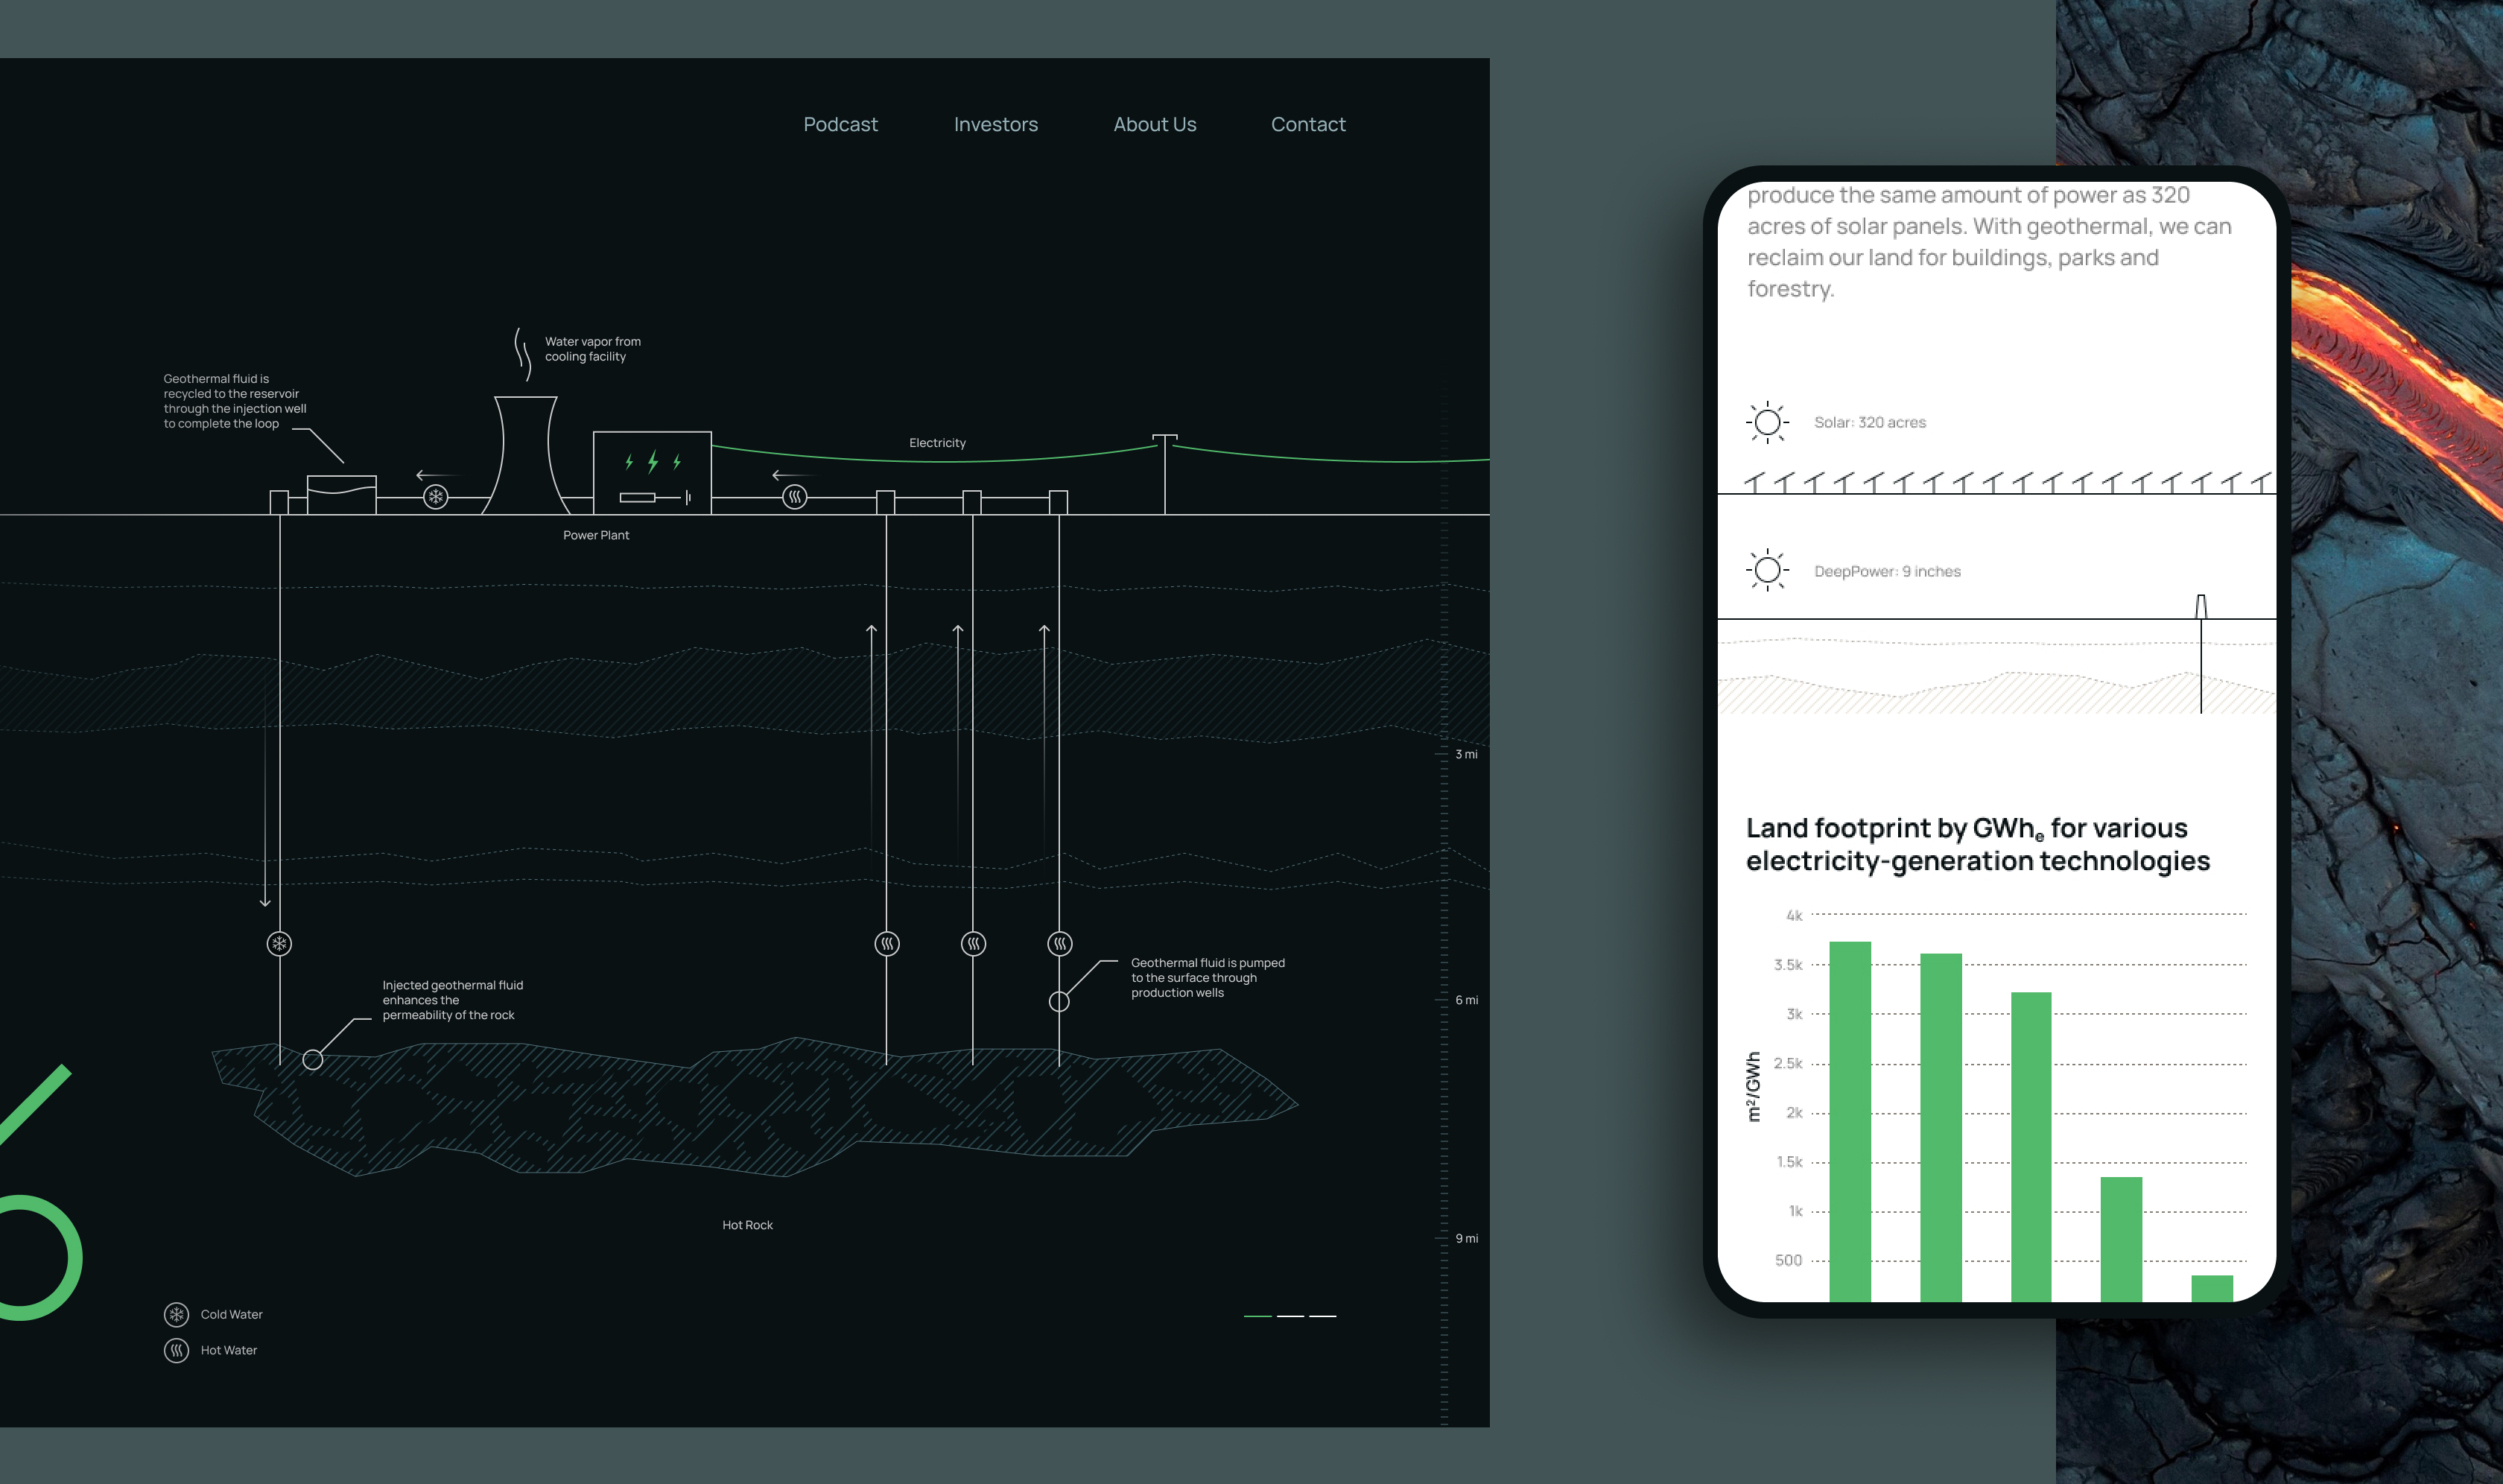 Podcast
Investors
About Us
Contact
Water vapor from
cooling facility
Geothermal fluid is
recycled to the reservoir
through the injection well
to complete the loop
Electricity
Power Plant
3 mi
Geothermal fluid is pumped
to the surface through
production wells
Injected geothermal fluid
enhances the
permeability of the rock
6 mi
Hot Rock
9 mi
Cold Water
Hot Water
produce the same amount of power as 320
acres of solar panels. With geothermal, we can
reclaim our land for buildings, parks and
forestry.
Solar: 320 acres
DeepPower: 9 inches
Land footprint by GWhₑ for various
electricity-generation technologies
4k
3.5k
3k
2.5k
2k
1.5k
1k
500
m²/GWh